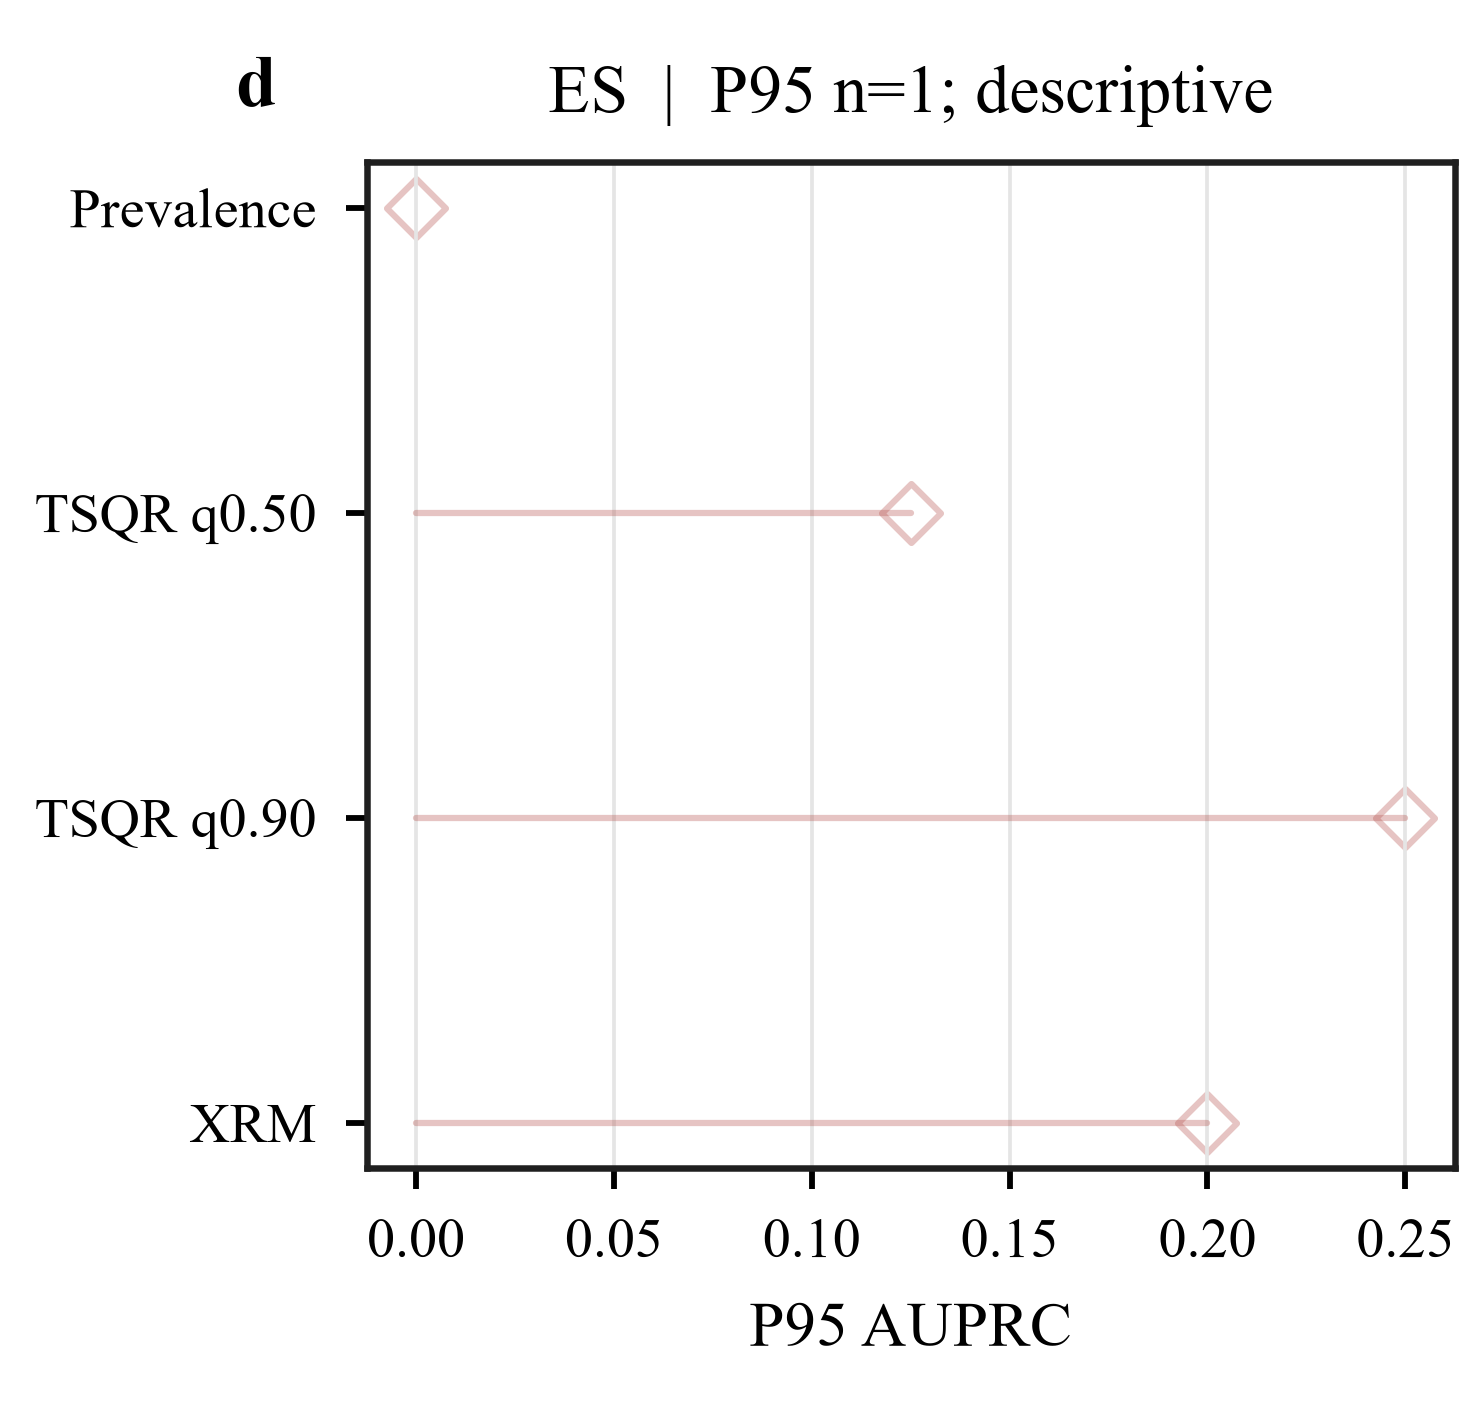 d
ES | P95 n=1; descriptive
Prevalence
TSQR q0.50
TSQR q0.90
XRM
0.00 0.05 0.10 0.15 0.20 0.25
P95 AUPRC